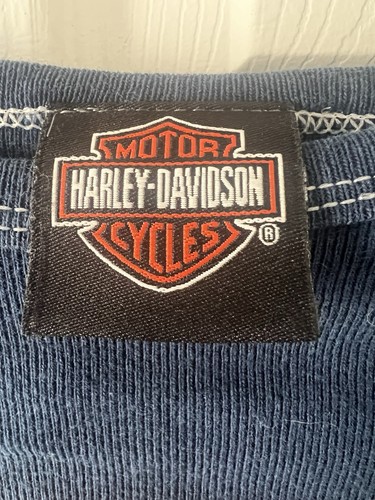 MOTOR
HARLEY-DAVIDSON
CYCLES
®